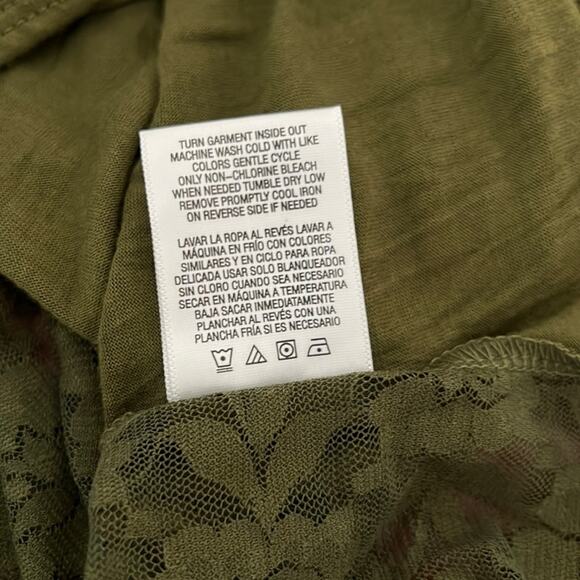 TURN GARMENT INSIDE OUT
MACHINE WASH COLD WITH LIKE
COLORS GENTLE CYCLE
ONLY NON-CHLORINE BLEACH
WHEN NEEDED TUMBLE DRY LOW
REMOVE PROMPTLY COOL IRON
ON REVERSE SIDE IF NEEDED
LAVAR LA ROPA AL REVÉS LAVAR A
MÁQUINA EN FRÍO CON COLORES
SIMILARES Y EN CICLO PARA ROPA
DELICADA USAR SOLO BLANQUEADOR
SIN CLORO CUANDO SEA NECESARIO
SECAR EN MÁQUINA A TEMPERATURA
BAJA SACAR INMEDIATAMENTE
PLANCHAR AL REVÉS CON UNA
PLANCHA FRÍA SI ES NECESARIO